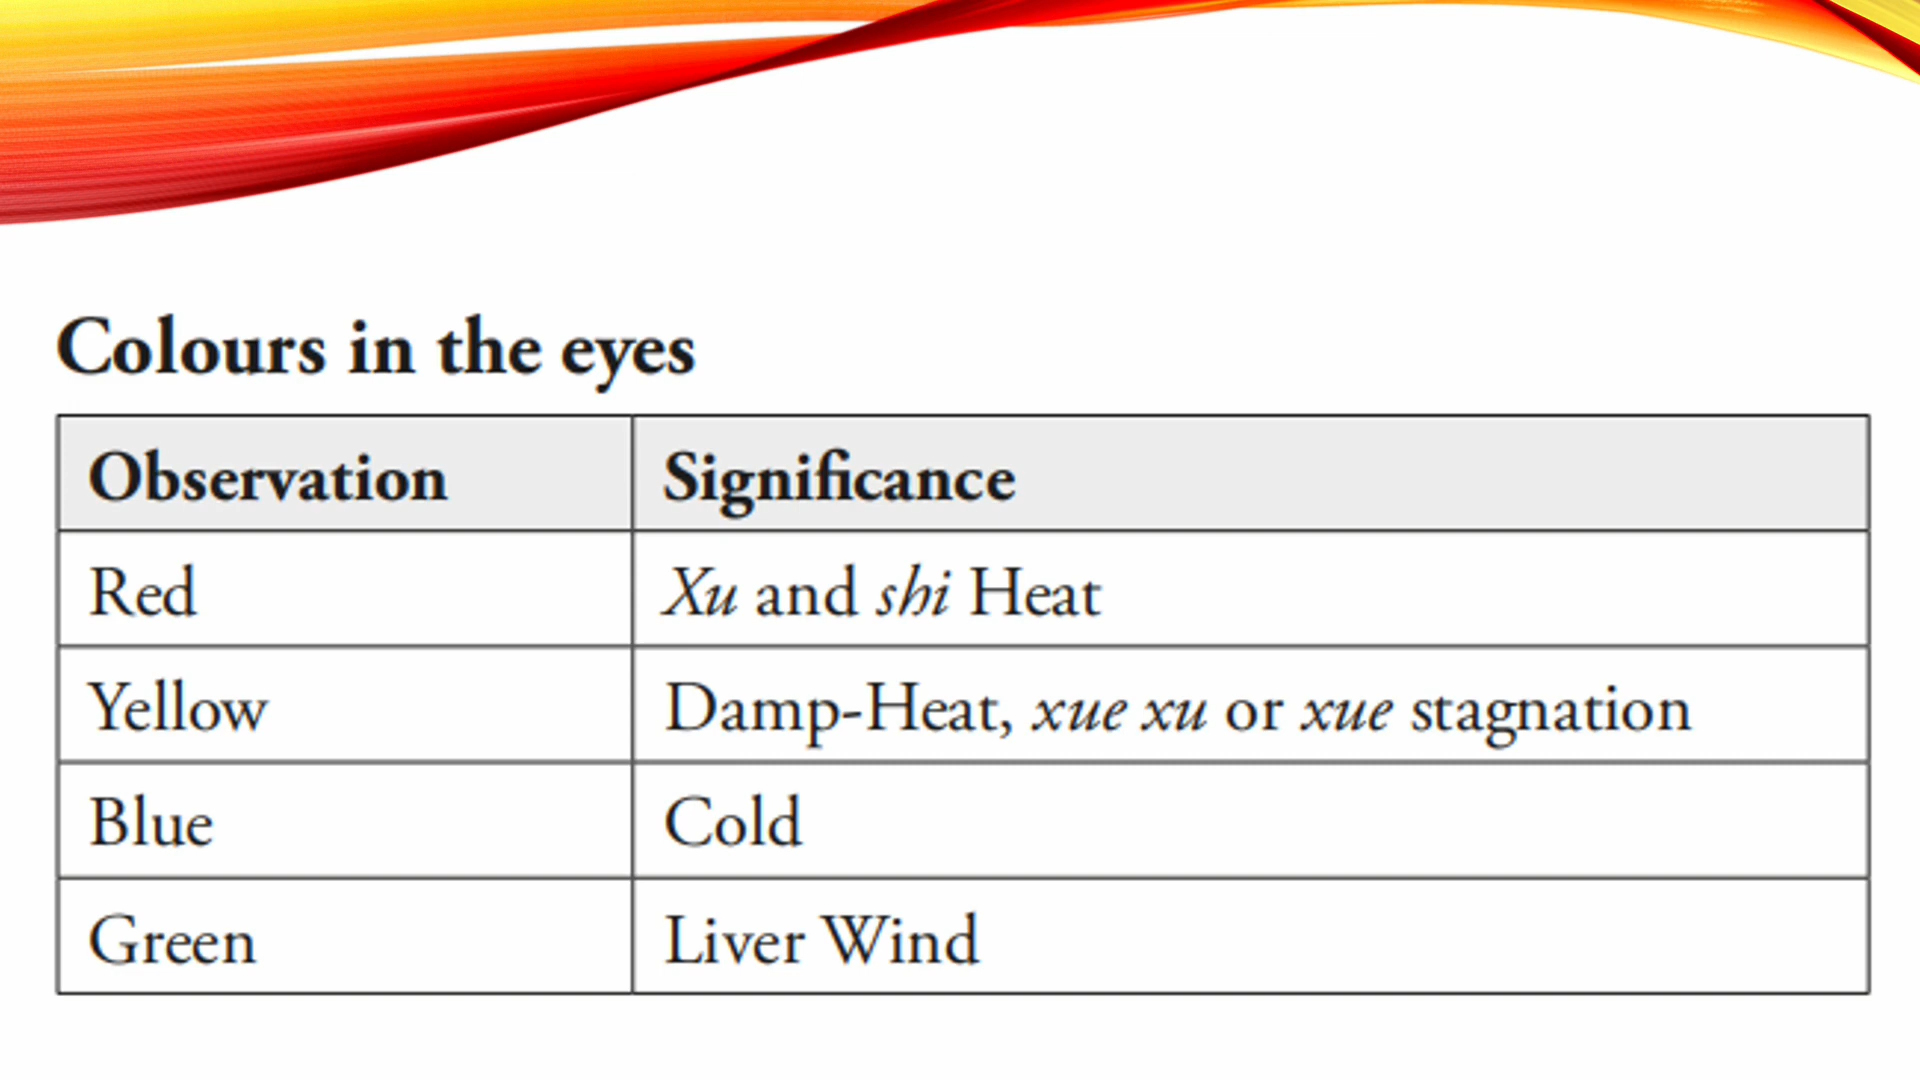 Colours in the eyes
Observation Significance
Red Xu and shi Heat
Yellow Damp-Heat, xue xu or xue stagnation
Blue Cold
Green Liver Wind